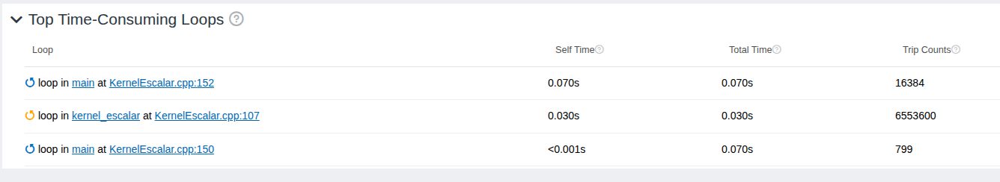 Top Time-Consuming Loops ?
Loop Self Time? Total Time? Trip Counts?
loop in main at KernelEscalar.cpp:152 0.070s 0.070s 16384
loop in kernel_escalar at KernelEscalar.cpp:107 0.030s 0.030s 6553600
loop in main at KernelEscalar.cpp:150 <0.001s 0.070s 799